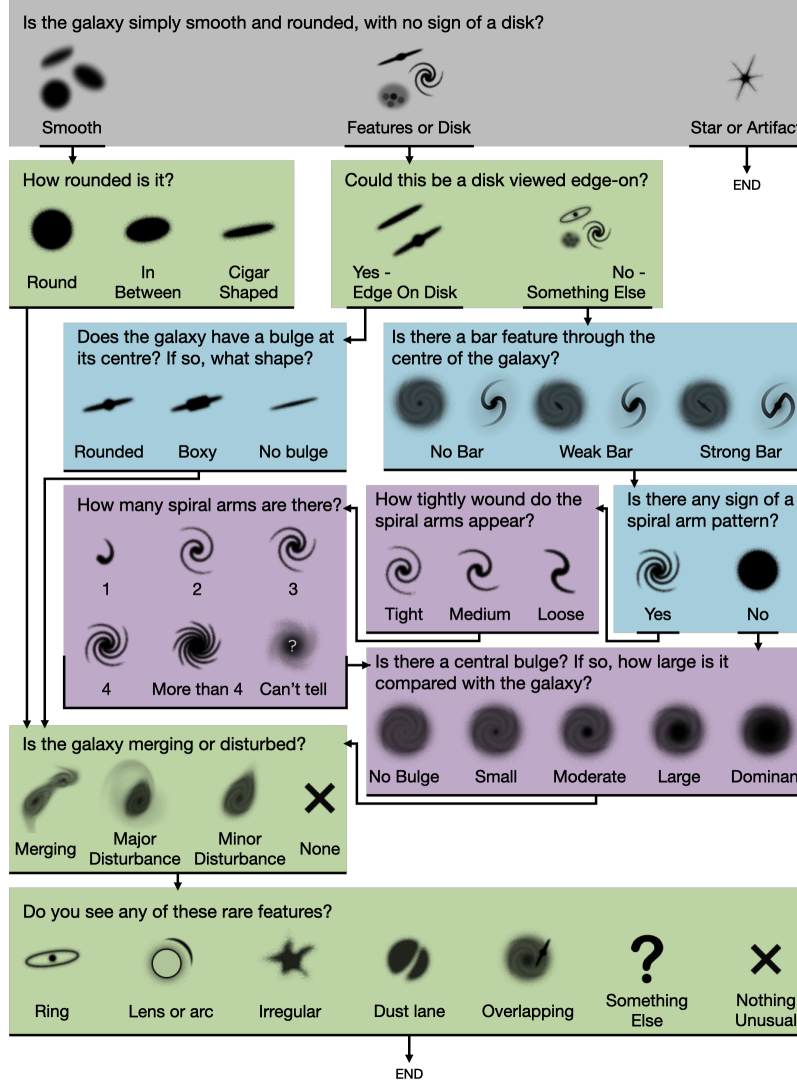 Is the galaxy simply smooth and rounded, with no sign of a disk?
Smooth
Features or Disk
Star or Artifact
END
How rounded is it?
Round
In
Between
Cigar
Shaped
Could this be a disk viewed edge-on?
Yes -
Edge On Disk
No -
Something Else
Does the galaxy have a bulge at
its centre? If so, what shape?
Rounded
Boxy
No bulge
Is there a bar feature through the
centre of the galaxy?
No Bar
Weak Bar
Strong Bar
How many spiral arms are there?
1
2
3
4
More than 4
?
Can't tell
How tightly wound do the
spiral arms appear?
Tight
Medium
Loose
Is there any sign of a
spiral arm pattern?
Yes
No
Is there a central bulge? If so, how large is it
compared with the galaxy?
No Bulge
Small
Moderate
Large
Dominan
Is the galaxy merging or disturbed?
Merging
Major
Disturbance
Minor
Disturbance
None
Do you see any of these rare features?
Ring
Lens or arc
Irregular
Dust lane
Overlapping
?
Something
Else
Nothing
Unusual
END